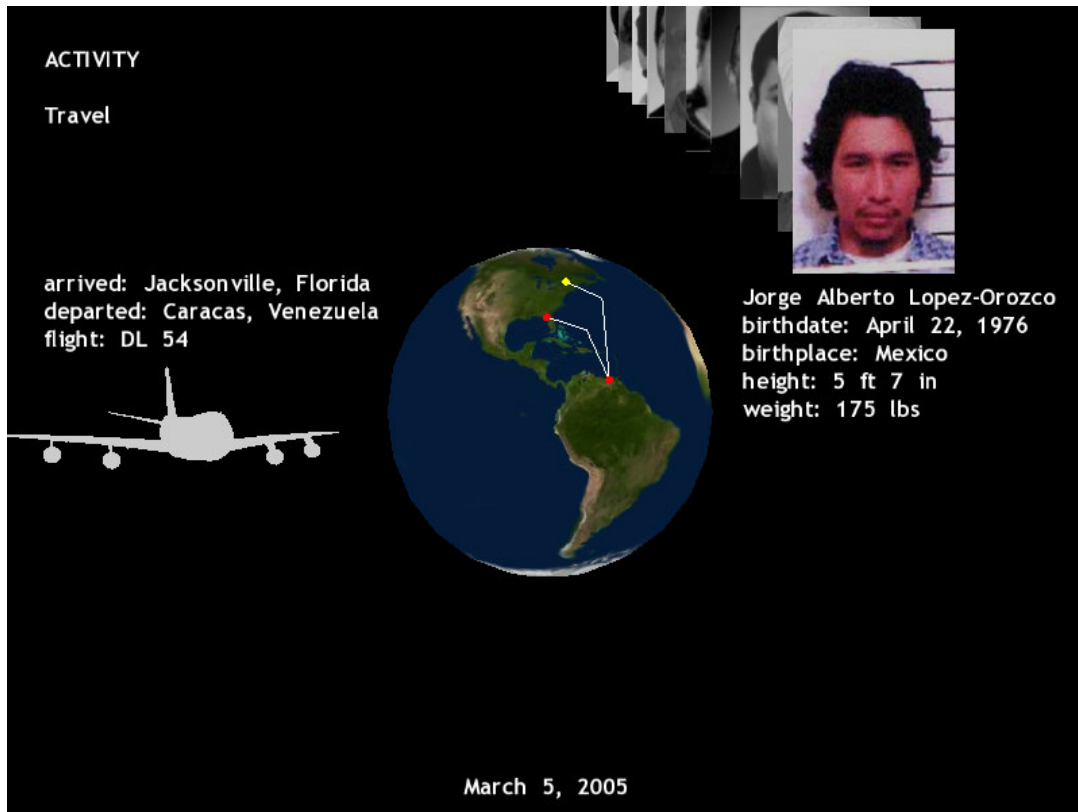 ACTIVITY
Travel
arrived: Jacksonville, Florida
departed: Caracas, Venezuela
flight: DL 54
Jorge Alberto Lopez-Orozco
birthdate: April 22, 1976
birthplace: Mexico
height: 5 ft 7 in
weight: 175 lbs
March 5, 2005